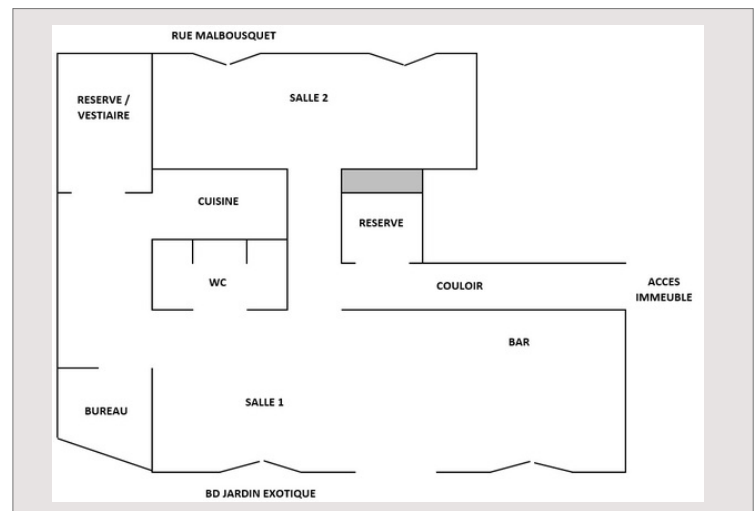 RUE MALBOUSQUET
RESERVE /
VESTIAIRE
SALLE 2
CUISINE
RESERVE
WC
COULOIR
ACCES
IMMEUBLE
BAR
BUREAU
SALLE 1
BD JARDIN EXOTIQUE